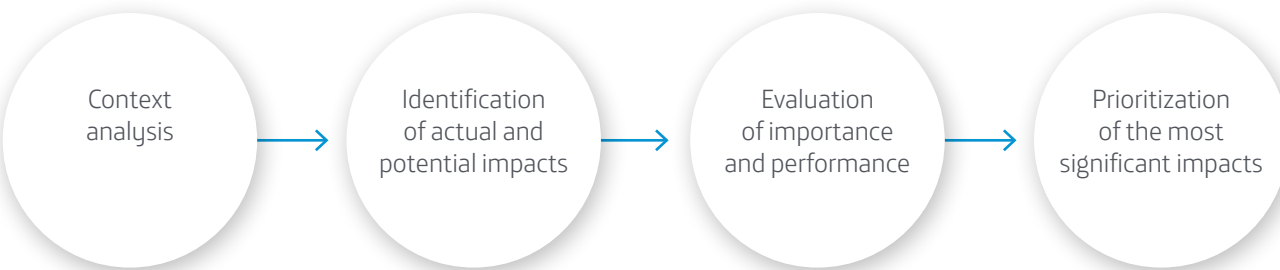 Context
analysis
Identification
of actual and
potential impacts
Evaluation
of importance
and performance
Prioritization
of the most
significant impacts